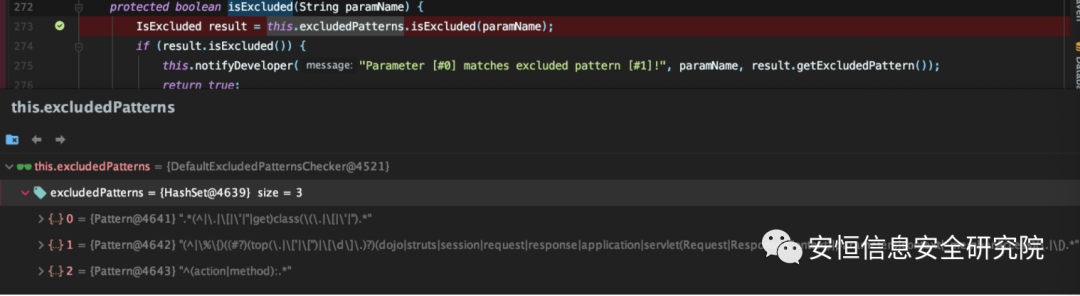 272 protected boolean isExcluded(String paramName) {
273 IsExcluded result = this.excludedPatterns.isExcluded(paramName);
274 if (result.isExcluded()) {
275 this.notifyDeveloper( message: "Parameter [#0] matches excluded pattern [#1]!", paramName, result.getExcludedPattern());
276 return true;
this.excludedPatterns
this.excludedPatterns = {DefaultExcludedPatternsChecker@4521}
excludedPatterns = {HashSet@4639} size = 3
{..} 0 = {Pattern@4641} ".*(^|\.|\[|\'|"|get)class(\(\.|\[|\'|").*"
{..} 1 = {Pattern@4642} "(^|\%\{)((#?)(top(\.|\['|\[")|\[\d\]\.)?)(dojo|struts|session|request|response|application|servlet(Request|
{..} 2 = {Pattern@4643} "^(action|method):.*"
安恒信息安全研究院